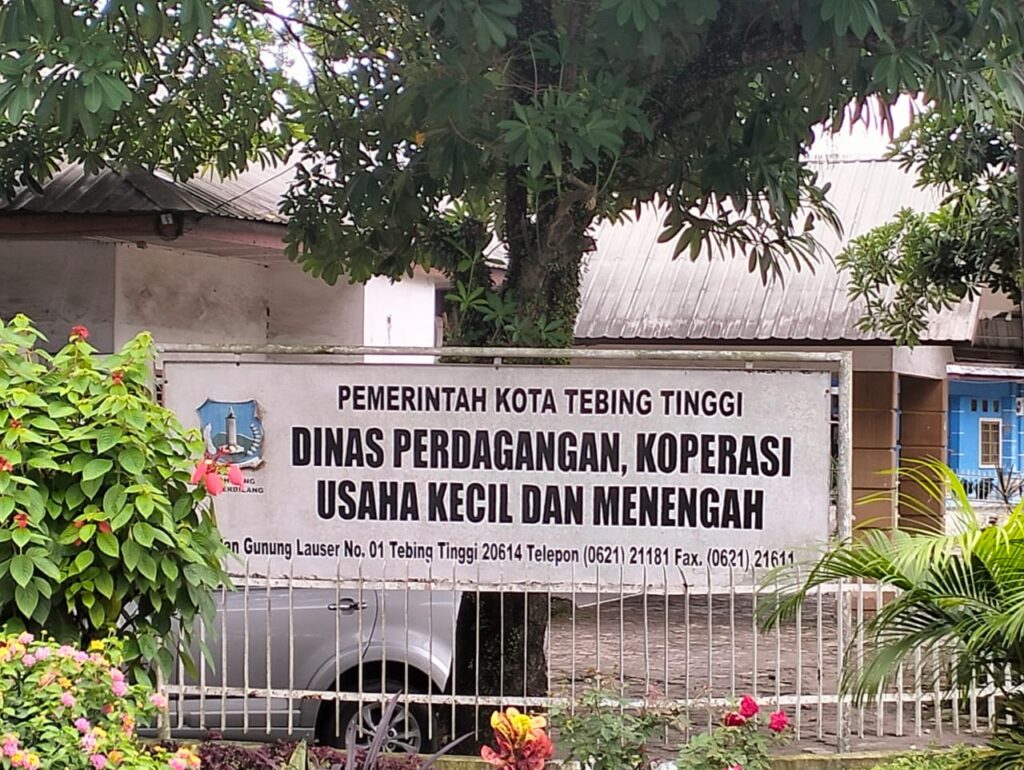 PEMERINTAH KOTA TEBING TINGGI
DINAS PERDAGANGAN, KOPERASI
USAHA KECIL DAN MENENGAH
Gunung Lauser No. 01 Tebing Tinggi 20614 Telepon (0621) 21181 Fax. (0621) 21611